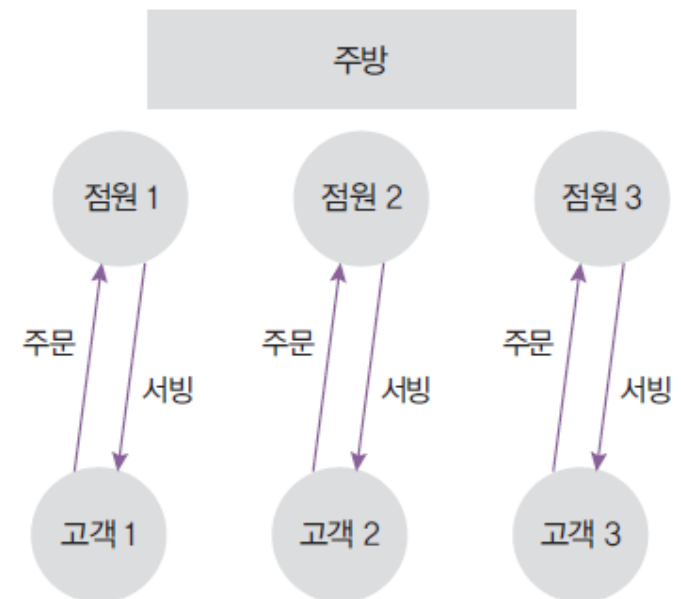 주방
점원 1
점원 2
점원 3
주문
서빙
주문
서빙
주문
서빙
고객 1
고객 2
고객 3